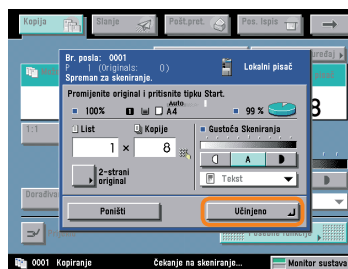 Kopija
Slanje
Pošt.pret.
Pos. Ispis
Br. posla: 0001
P 1 (Originals: 0)
Spreman za skeniranje.
Lokalni pisač
Promijenite original i pritisnite tipku Start.
100%
Auto
A4
99 %
List
Kopije
Gustoća Skeniranja
1 × 8
A
2-strani
original
Tekst
Poništi
Učinjeno
1:1
8
Dorađiva
0001 Kopiranje
Čekanje na skeniranje...
Monitor sustava